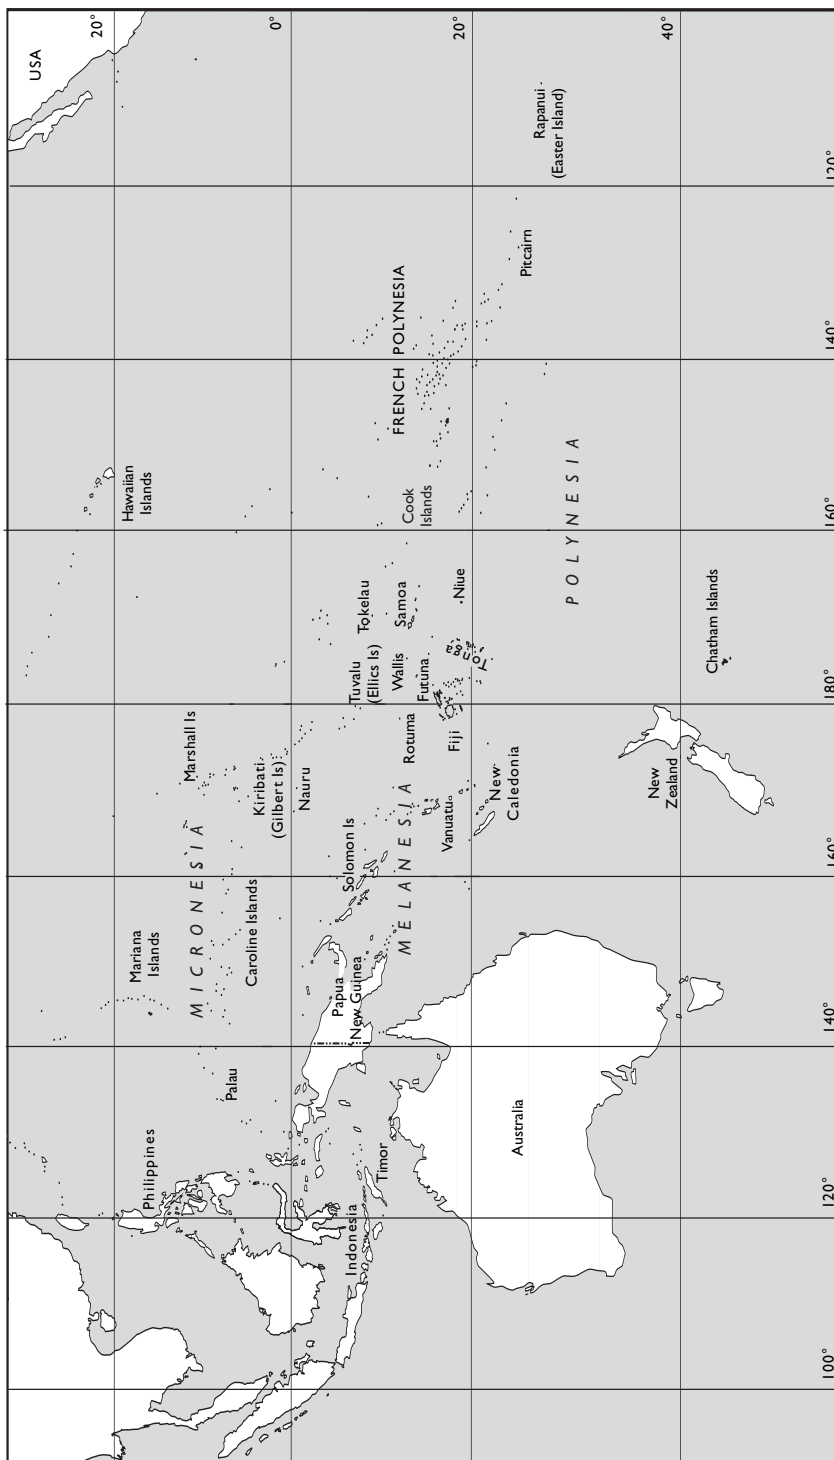 USA
20°
Hawaiian
Islands
Mariana
Islands
Philippines
MICRONESIA
Marshall Is
Palau
Caroline Islands
Kiribati
(Gilbert Is)
Nauru
0°
Papua
New Guinea
Solomon Is
Indonesia
Timor
MELANESIA
Tuvalu
(Ellics Is)
Tokelau
Rotuma
Wallis
Futuna
Samoa
Cook
Islands
FRENCH POLYNESIA
Vanuatu
Fiji
Tonga
Niue
20°
New
Caledonia
Pitcairn
Rapanui
(Easter Island)
Australia
POLYNESIA
New
Zealand
40°
Chatham Islands
100°
120°
140°
160°
180°
160°
140°
120°